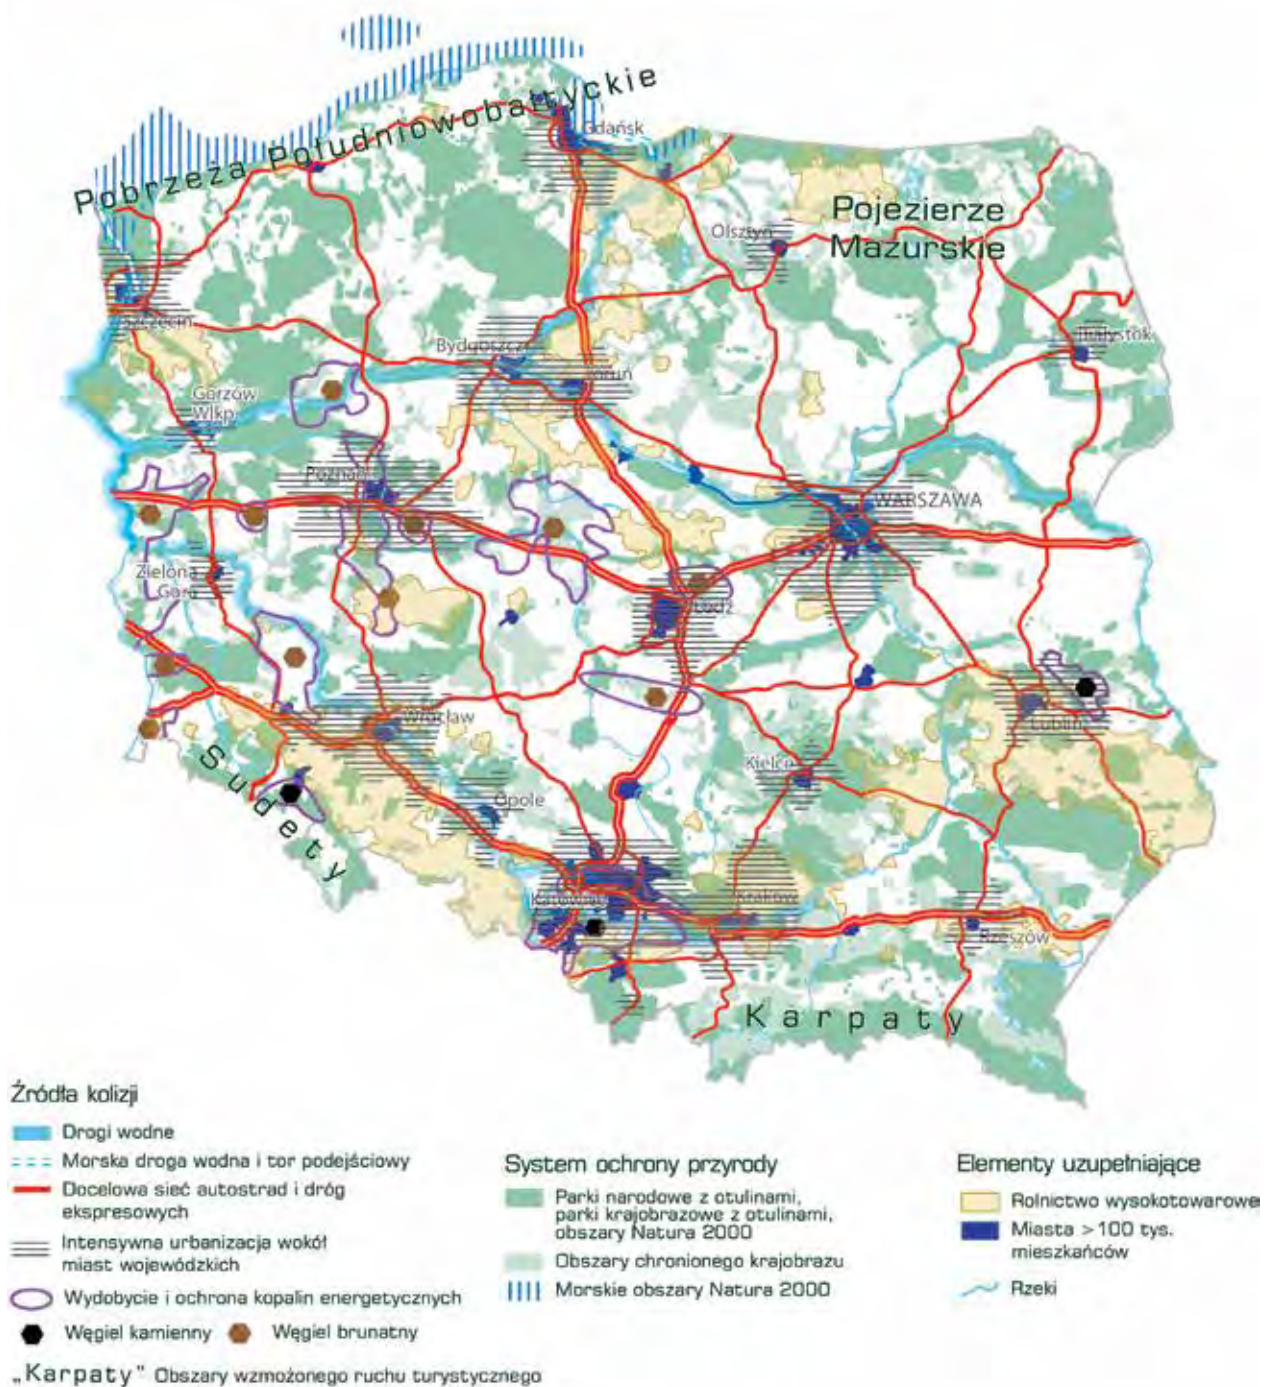 Pobrzeża Południowobałtyckie
Gdańsk
Pojezierze
Mazurskie
Olsztyn
Szczecin
Bydgoszcz
Białystok
Toruń
Gorzów
Wlkp.
Poznań
WARSZAWA
Zielona
Góra
Łódź
Wrocław
Lublin
Sudety
Kielce
Opole
Katowice
Kraków
Rzeszów
Karpaty
Źródła kolizji
Drogi wodne
Morska droga wodna i tor podejściowy
Docelowa sieć autostrad i dróg
ekspresowych
Intensywna urbanizacja wokół
miast wojewódzkich
Wydobycie i ochrona kopalin energetycznych
Węgiel kamienny Węgiel brunatny
„Karpaty" Obszary wzmożonego ruchu turystycznego
System ochrony przyrody
Parki narodowe z otulinami,
parki krajobrazowe z otulinami,
obszary Natura 2000
Obszary chronionego krajobrazu
Morskie obszary Natura 2000
Elementy uzupełniające
Rolnictwo wysokotowarowe
Miasta >100 tys.
mieszkańców
Rzeki